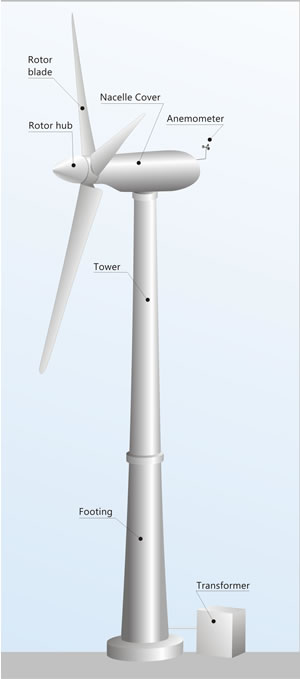 Rotor
blade
Nacelle Cover
Anemometer
Rotor hub
Tower
Footing
Transformer